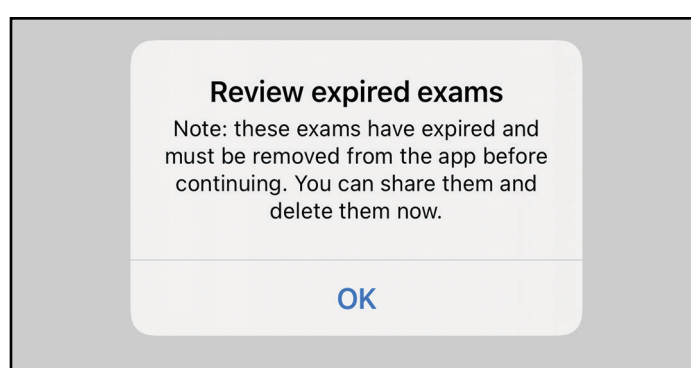 Review expired exams
Note: these exams have expired and
must be removed from the app before
continuing. You can share them and
delete them now.
OK